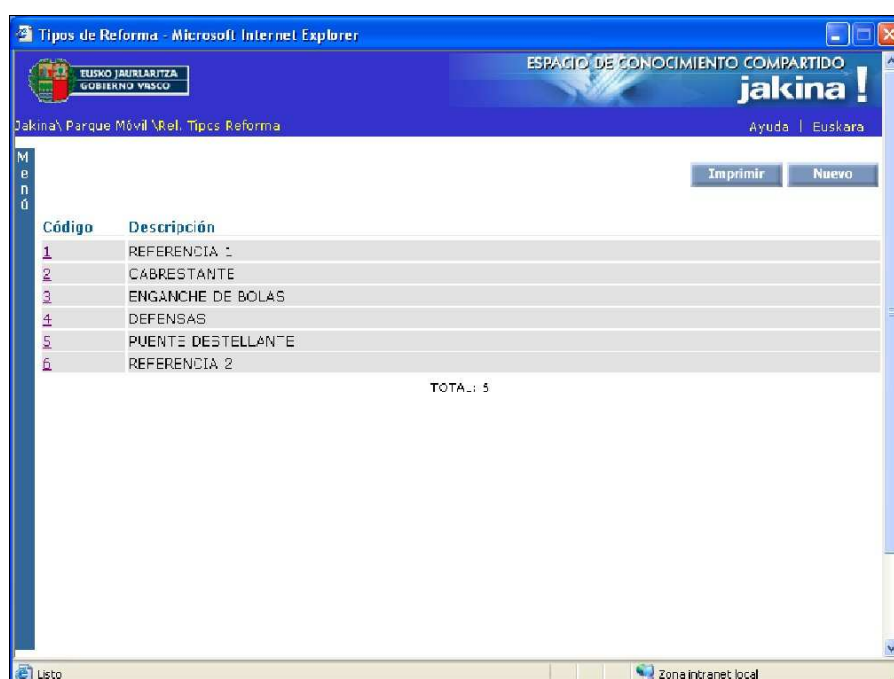 Tipos de Reforma - Microsoft Internet Explorer
EUSKO JAURLARITZA
GOBIERNO VASCO
ESPACIO DE CONOCIMIENTO COMPARTIDO
jakina!
Jakina\ Parque Móvil \Rel. Tipos Reforma
Ayuda | Euskara
Menú
Imprimir Nuevo
Código Descripción
1 REFERENCIA 1
2 CABRESTANTE
3 ENGANCHE DE BOLAS
4 DEFENSAS
5 PUENTE DESTELLANTE
6 REFERENCIA 2
TOTAL:
Listo
Zona intranet local